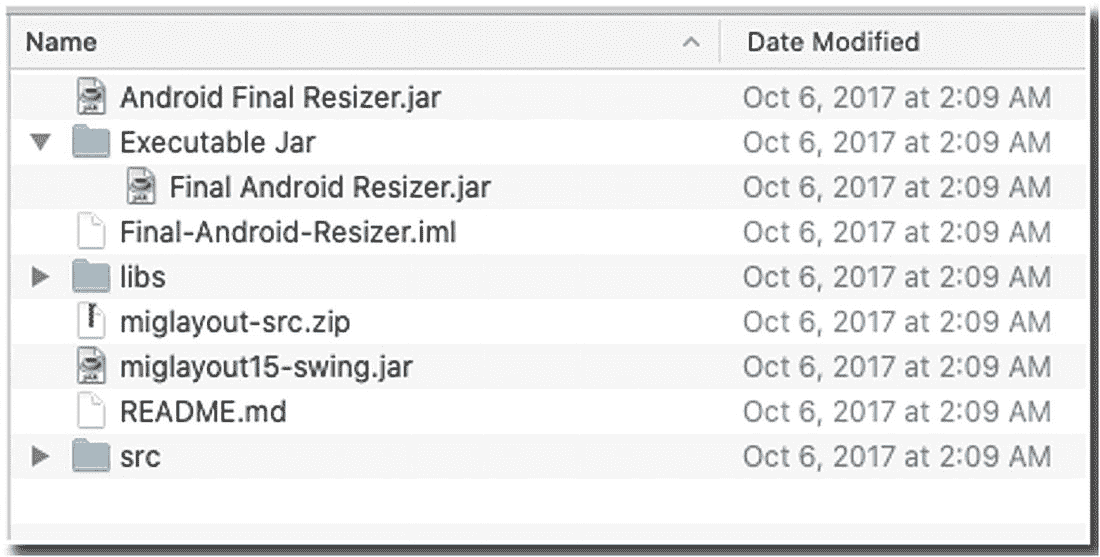 Name Date Modified
Android Final Resizer.jar Oct 6, 2017 at 2:09 AM
Executable Jar Oct 6, 2017 at 2:09 AM
Final Android Resizer.jar Oct 6, 2017 at 2:09 AM
Final-Android-Resizer.iml Oct 6, 2017 at 2:09 AM
libs Oct 6, 2017 at 2:09 AM
miglayout-src.zip Oct 6, 2017 at 2:09 AM
miglayout15-swing.jar Oct 6, 2017 at 2:09 AM
README.md Oct 6, 2017 at 2:09 AM
src Oct 6, 2017 at 2:09 AM